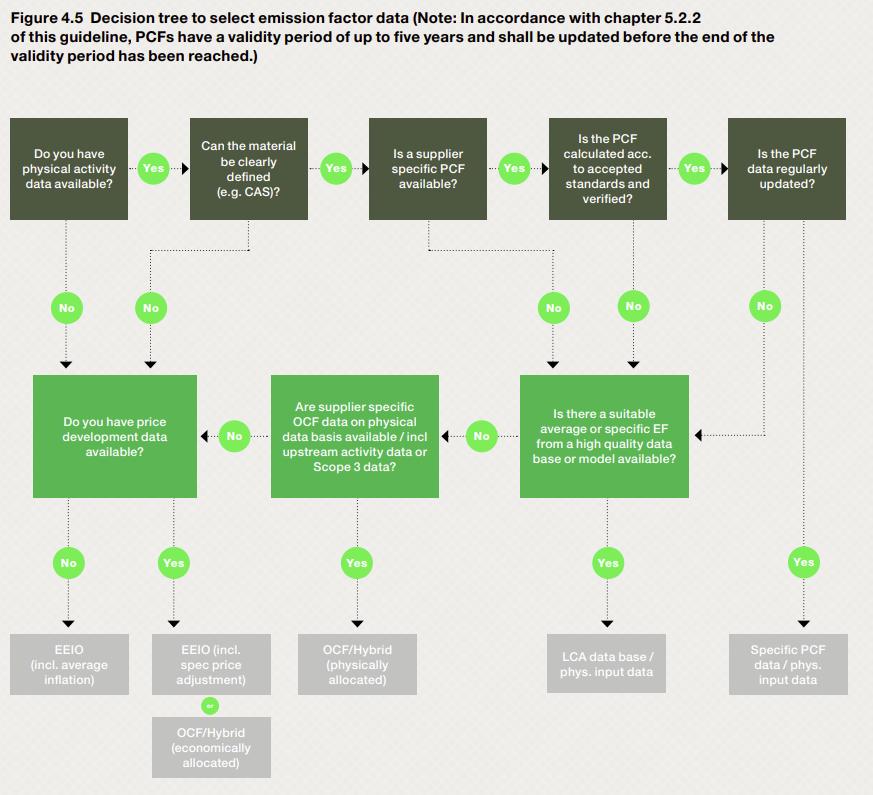 Figure 4.5 Decision tree to select emission factor data (Note: In accordance with chapter 5.2.2
of this guideline, PCFs have a validity period of up to five years and shall be updated before the end of the
validity period has been reached.)
Do you have
physical activity
data available?
Yes
Can the material
be clearly
defined
(e.g. CAS)?
Yes
Is a supplier
specific PCF
available?
Yes
Is the PCF
calculated acc.
to accepted
standards and
verified?
Yes
Is the PCF
data regularly
updated?
No
No
No
No
No
Do you have price
development data
available?
No
Are supplier specific
OCF data on physical
data basis available / incl
upstream activity data or
Scope 3 data?
No
Is there a suitable
average or specific EF
from a high quality data
base or model available?
No
Yes
Yes
Yes
Yes
EEIO
(incl. average
inflation)
EEIO (incl.
spec price
adjustment)
or
OCF/Hybrid
(economically
allocated)
OCF/Hybrid
(physically
allocated)
LCA data base /
phys. input data
Specific PCF
data / phys.
input data